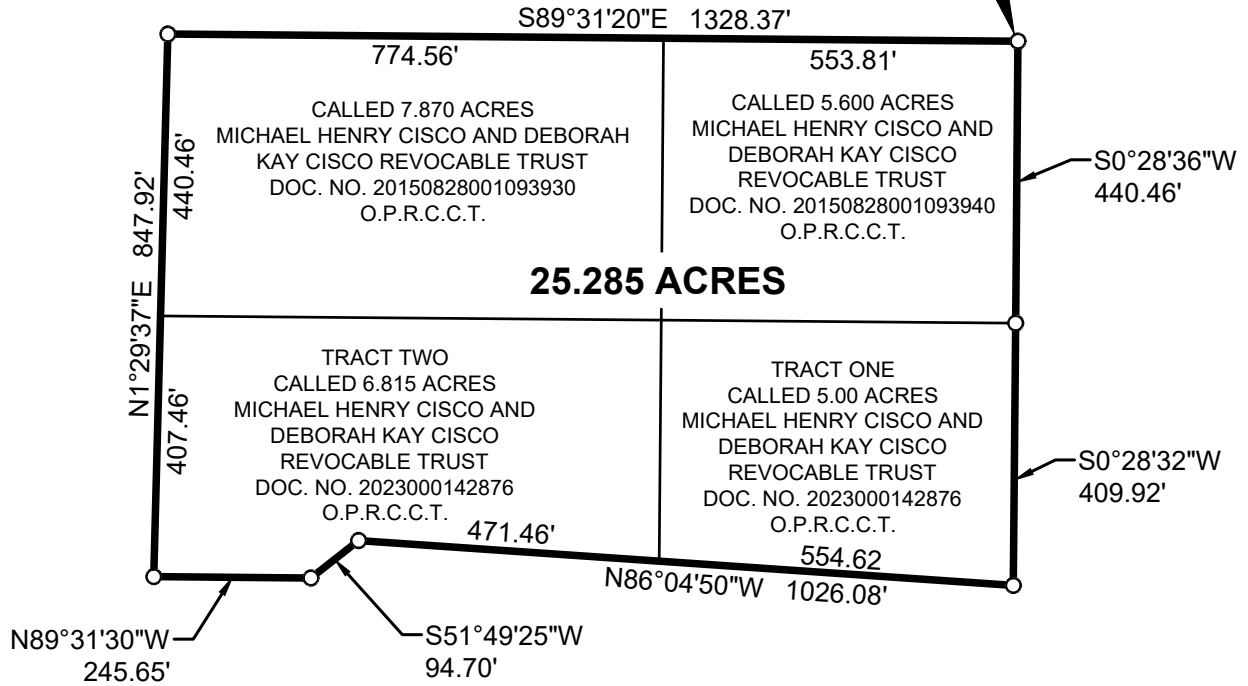 S89°31'20"E 1328.37'
774.56'
553.81'
CALLED 7.870 ACRES
MICHAEL HENRY CISCO AND DEBORAH
KAY CISCO REVOCABLE TRUST
DOC. NO. 20150828001093930
O.P.R.C.C.T.
CALLED 5.600 ACRES
MICHAEL HENRY CISCO AND
DEBORAH KAY CISCO
REVOCABLE TRUST
DOC. NO. 20150828001093940
O.P.R.C.C.T.
S0°28'36"W
440.46'
N1°29'37"E 847.92'
440.46'
25.285 ACRES
407.46'
TRACT TWO
CALLED 6.815 ACRES
MICHAEL HENRY CISCO AND
DEBORAH KAY CISCO
REVOCABLE TRUST
DOC. NO. 2023000142876
O.P.R.C.C.T.
TRACT ONE
CALLED 5.00 ACRES
MICHAEL HENRY CISCO AND
DEBORAH KAY CISCO
REVOCABLE TRUST
DOC. NO. 2023000142876
O.P.R.C.C.T.
S0°28'32"W
409.92'
471.46'
554.62
N86°04'50"W 1026.08'
N89°31'30"W
245.65'
S51°49'25"W
94.70'